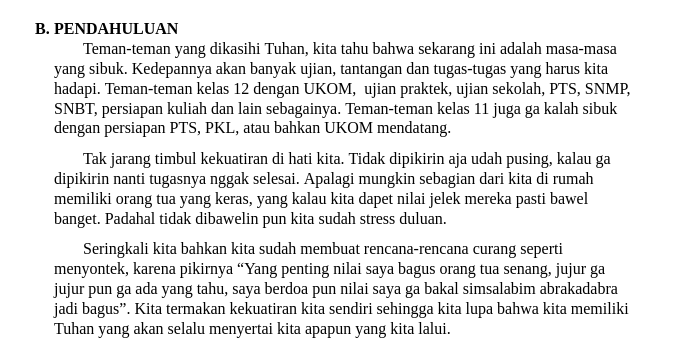 B. PENDAHULUAN
Teman-teman yang dikasihi Tuhan, kita tahu bahwa sekarang ini adalah masa-masa
yang sibuk. Kedepannya akan banyak ujian, tantangan dan tugas-tugas yang harus kita
hadapi. Teman-teman kelas 12 dengan UKOM,  ujian praktek, ujian sekolah, PTS, SNMP,
SNBT, persiapan kuliah dan lain sebagainya. Teman-teman kelas 11 juga ga kalah sibuk
dengan persiapan PTS, PKL, atau bahkan UKOM mendatang.
Tak jarang timbul kekuatiran di hati kita. Tidak dipikirin aja udah pusing, kalau ga
dipikirin nanti tugasnya nggak selesai. Apalagi mungkin sebagian dari kita di rumah
memiliki orang tua yang keras, yang kalau kita dapet nilai jelek mereka pasti bawel
banget. Padahal tidak dibawelin pun kita sudah stress duluan.
Seringkali kita bahkan kita sudah membuat rencana-rencana curang seperti
menyontek, karena pikirnya “Yang penting nilai saya bagus orang tua senang, jujur ga
jujur pun ga ada yang tahu, saya berdoa pun nilai saya ga bakal simsalabim abrakadabra
jadi bagus”. Kita termakan kekuatiran kita sendiri sehingga kita lupa bahwa kita memiliki
Tuhan yang akan selalu menyertai kita apapun yang kita lalui.